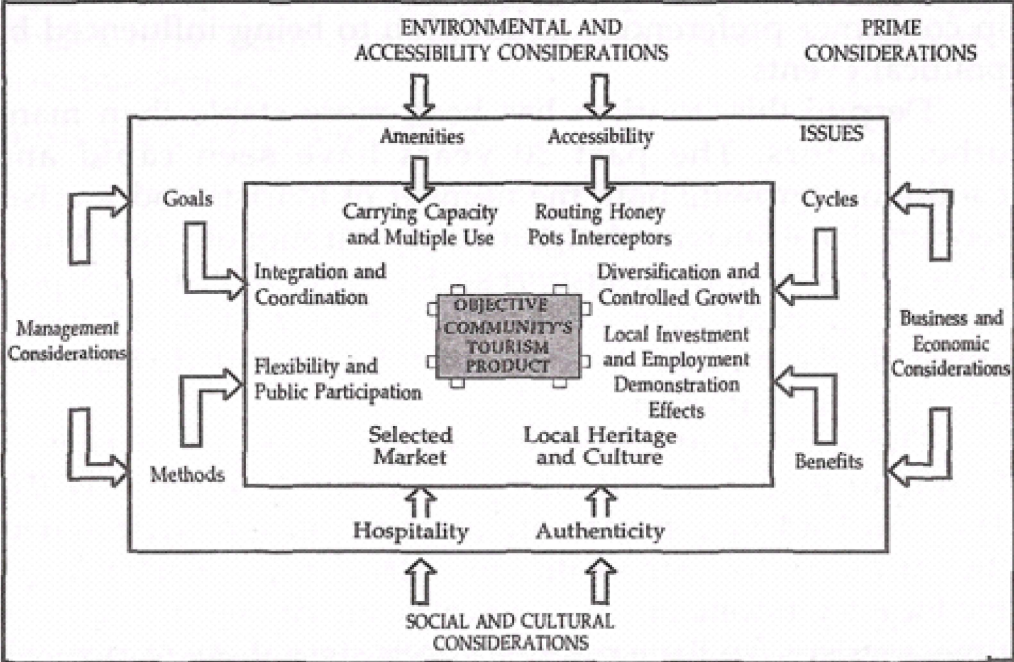 ENVIRONMENTAL AND
ACCESSIBILITY CONSIDERATIONS
PRIME
CONSIDERATIONS
Amenities
Accessibility
ISSUES
Goals
Carrying Capacity
and Multiple Use
Routing Honey
Pots Interceptors
Cycles
Integration and
Coordination
Diversification and
Controlled Growth
OBJECTIVE
COMMUNITY'S
TOURISM
PRODUCT
Management
Considerations
Local Investment
and Employment
Demonstration
Effects
Business and
Economic
Considerations
Flexibility and
Public Participation
Selected
Market
Local Heritage
and Culture
Methods
Benefits
Hospitality
Authenticity
SOCIAL AND CULTURAL
CONSIDERATIONS